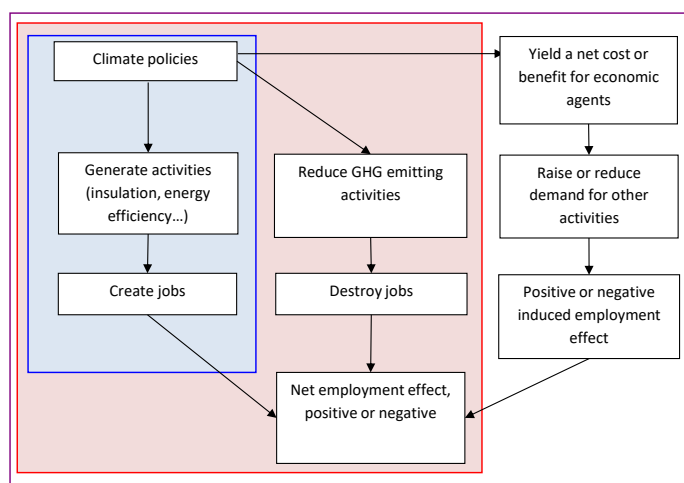 Climate policies
Yield a net cost or
benefit for economic
agents
Generate activities
(insulation, energy
efficiency…)
Reduce GHG emitting
activities
Raise or reduce
demand for other
activities
Create jobs
Destroy jobs
Positive or negative
induced employment
effect
Net employment effect,
positive or negative